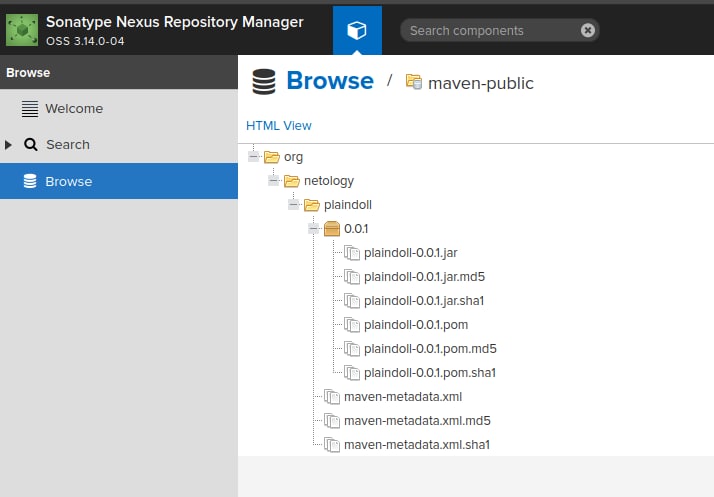 Sonatype Nexus Repository Manager
OSS 3.14.0-04
Search components
Browse
Browse / maven-public
Welcome
HTML View
Search
Browse
org
netology
plaindoll
0.0.1
plaindoll-0.0.1.jar
plaindoll-0.0.1.jar.md5
plaindoll-0.0.1.jar.sha1
plaindoll-0.0.1.pom
plaindoll-0.0.1.pom.md5
plaindoll-0.0.1.pom.sha1
maven-metadata.xml
maven-metadata.xml.md5
maven-metadata.xml.sha1